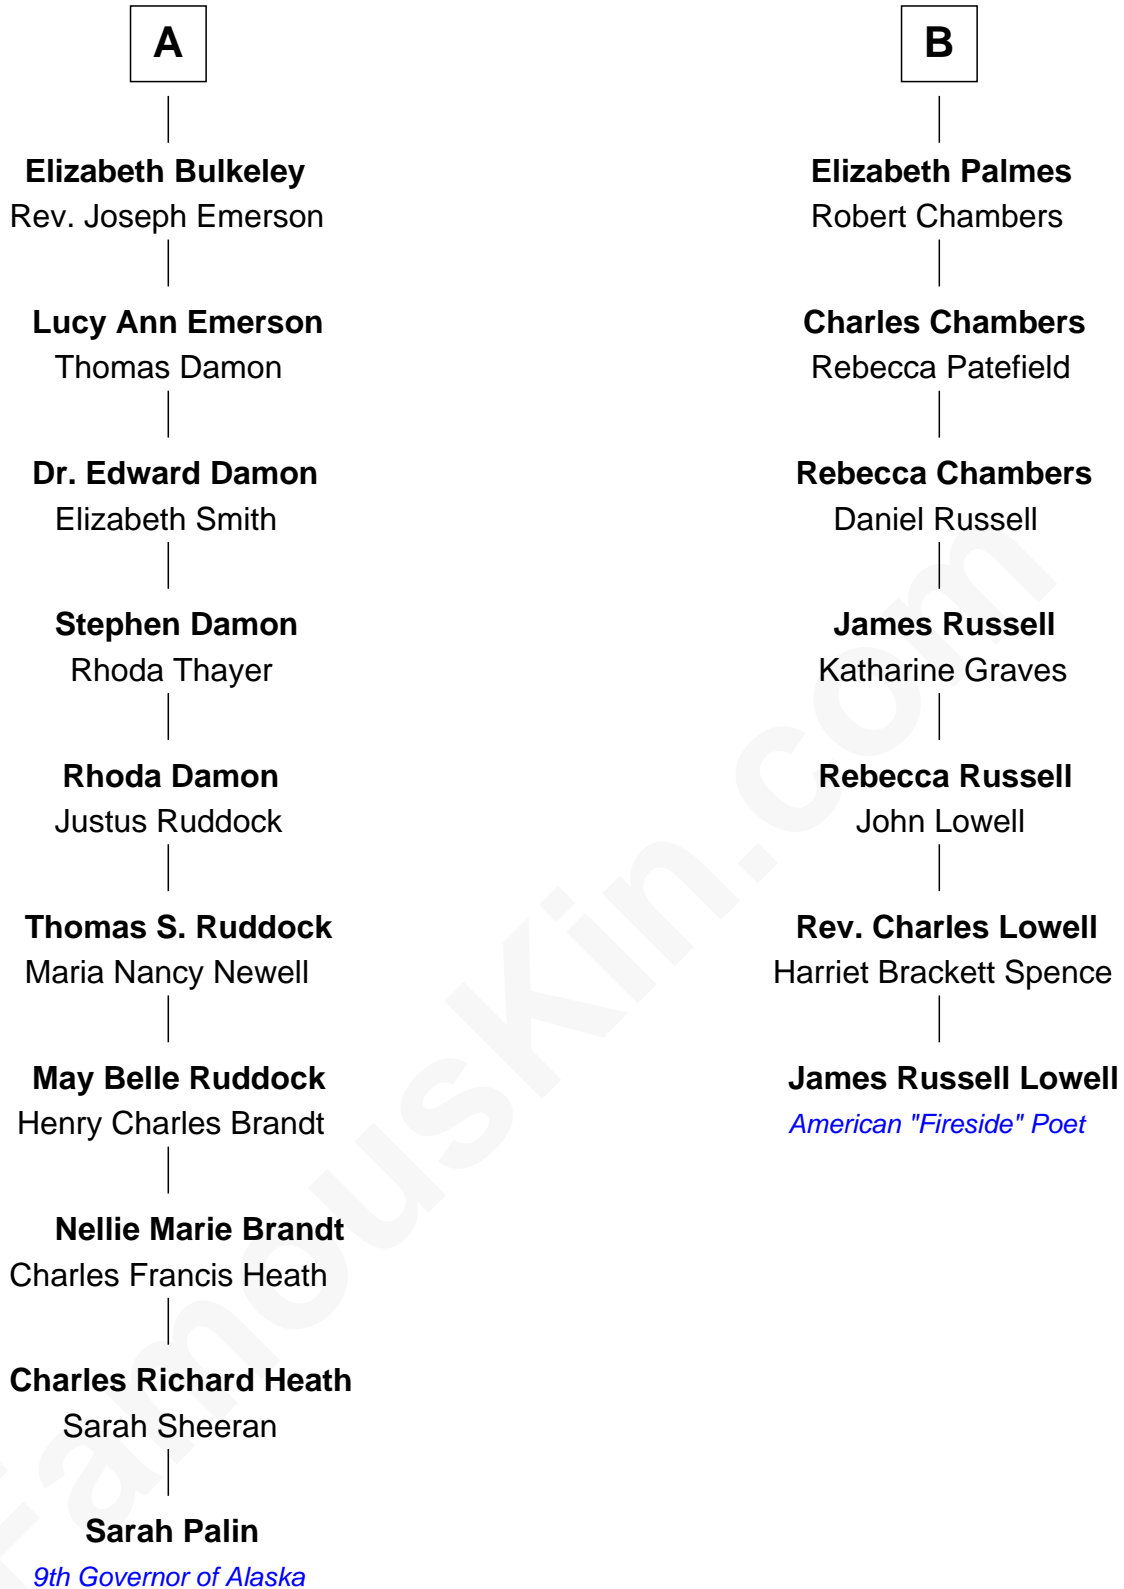 A
Elizabeth Bulkeley
Rev. Joseph Emerson
Lucy Ann Emerson
Thomas Damon
Dr. Edward Damon
Elizabeth Smith
Stephen Damon
Rhoda Thayer
Rhoda Damon
Justus Ruddock
Thomas S. Ruddock
Maria Nancy Newell
May Belle Ruddock
Henry Charles Brandt
Nellie Marie Brandt
Charles Francis Heath
Charles Richard Heath
Sarah Sheeran
Sarah Palin
9th Governor of Alaska
B
Elizabeth Palmes
Robert Chambers
Charles Chambers
Rebecca Patefield
Rebecca Chambers
Daniel Russell
James Russell
Katharine Graves
Rebecca Russell
John Lowell
Rev. Charles Lowell
Harriet Brackett Spence
James Russell Lowell
American "Fireside" Poet
FamousKin.com